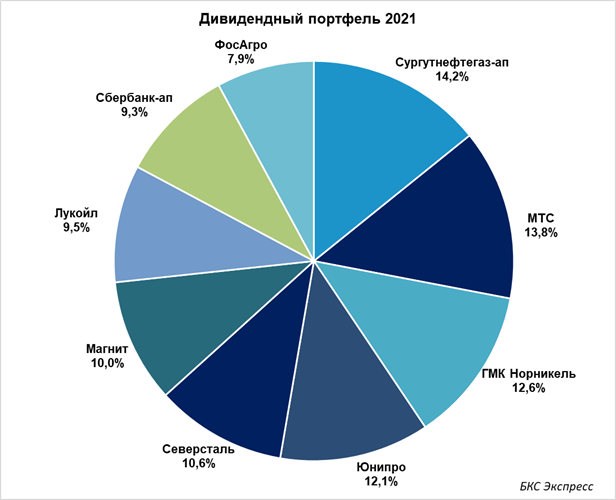 Дивидендный портфель 2021
ФосАгро
7,9%
Сургутнефтегаз-ап
14,2%
Сбербанк-ап
9,3%
МТС
13,8%
Лукойл
9,5%
ГМК Норникель
12,6%
Магнит
10,0%
Северсталь
10,6%
Юнипро
12,1%
БКС Экспресс